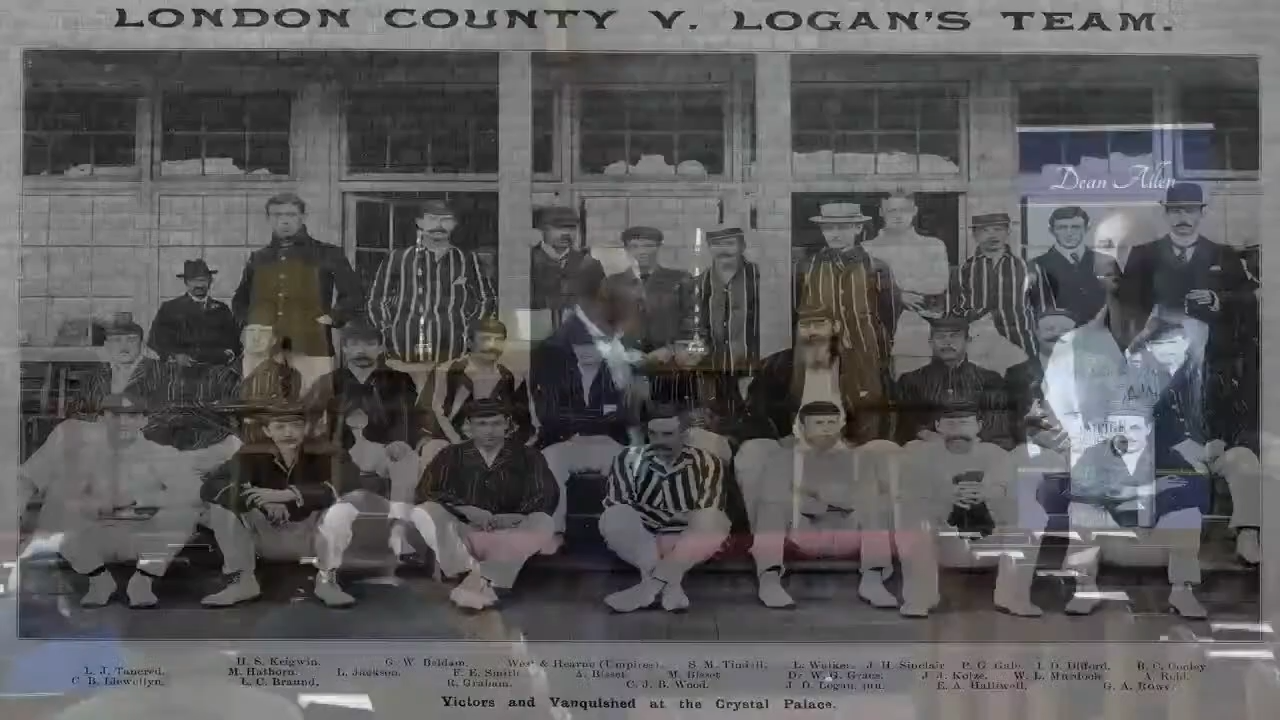 LONDON COUNTY V. LOGAN'S TEAM.
Dean Allen
H. S. Keigwin. G. W. Beldam. West & Hearne (Umpires). S. M. Tindall. L. Walker. J. H. Sinclair P. G. Gale. I. D. Difford. B. C. Cooley
L. J. Tancred. M. Hathorn. L. Jackson. F. E. Smith A. Bisset. M. Bisset Dr. W. G. Grace. J. J. Kotze. W. L. Murdoch. A. Reid.
C. B. Llewellyn. L. C. Braund. R. Graham. C. J. B. Wood. J. D. Logan, jun. E. A. Halliwell. G. A. Rowe.
Victors and Vanquished at the Crystal Palace.